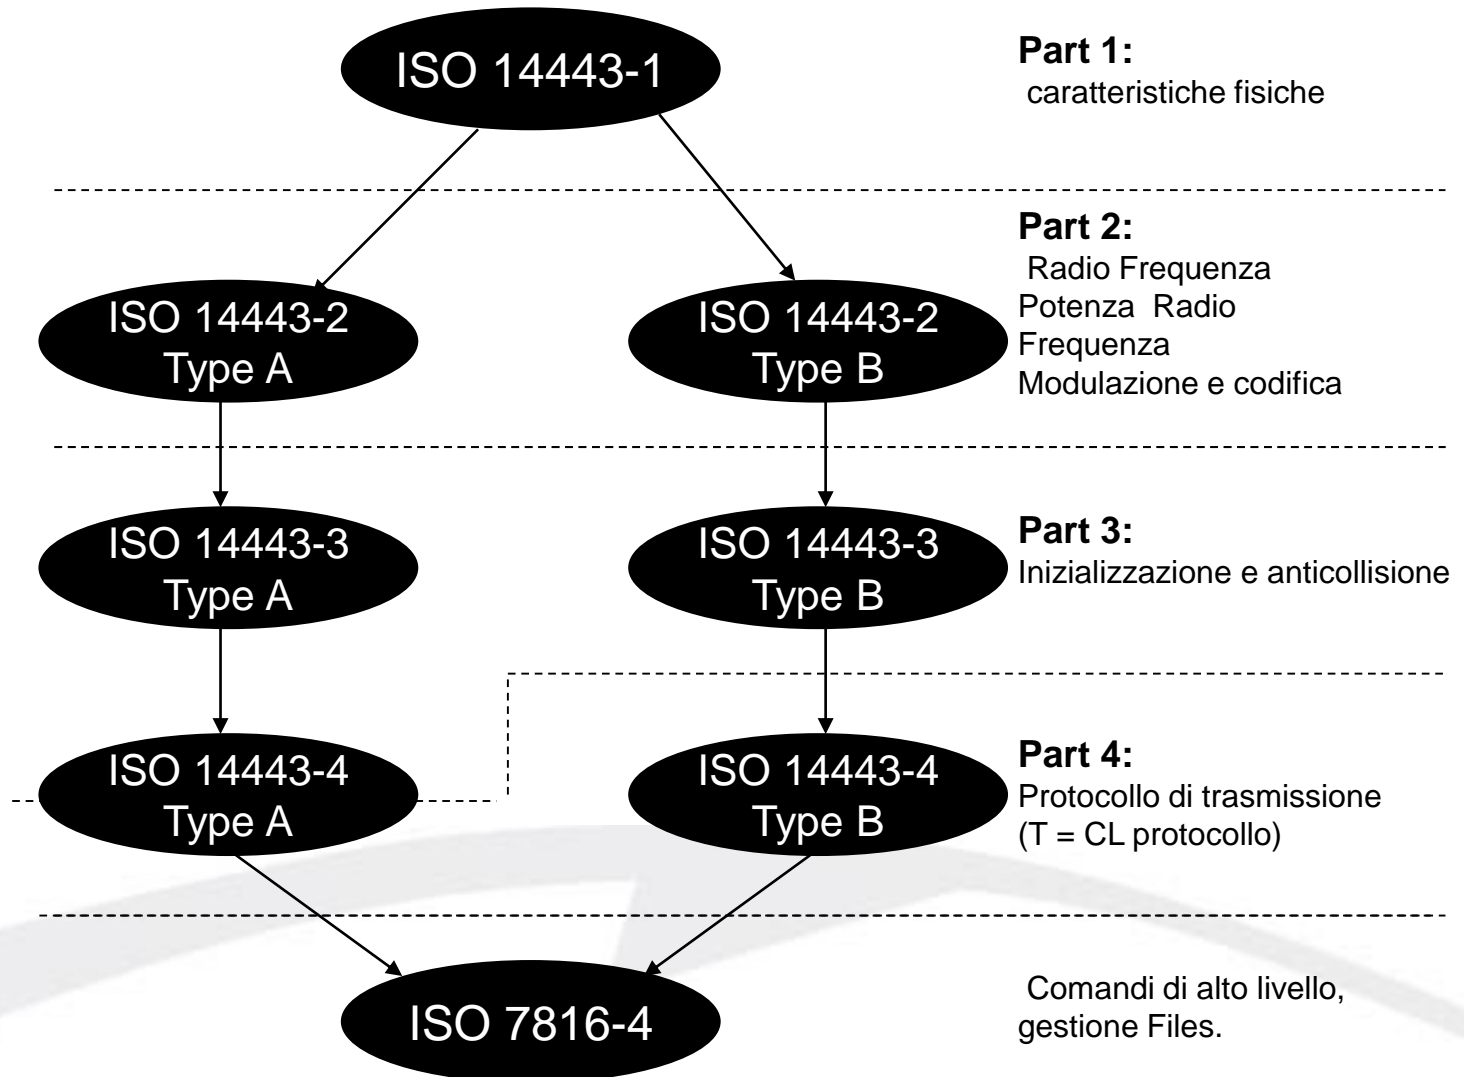 ISO 14443-1
Part 1:
caratteristiche fisiche
ISO 14443-2
Type A
ISO 14443-2
Type B
Part 2:
Radio Frequenza
Potenza Radio
Frequenza
Modulazione e codifica
ISO 14443-3
Type A
ISO 14443-3
Type B
Part 3:
Inizializzazione e anticollisione
ISO 14443-4
Type A
ISO 14443-4
Type B
Part 4:
Protocollo di trasmissione
(T = CL protocollo)
ISO 7816-4
Comandi di alto livello,
gestione Files.